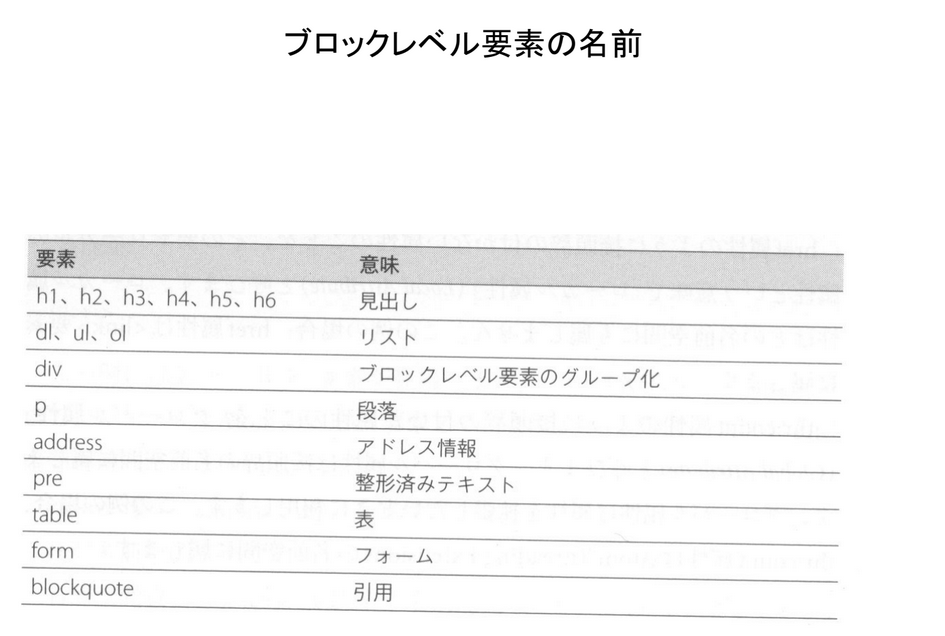 ブロックレベル要素の名前
要素 意味
h1、h2、h3、h4、h5、h6 見出し
dl、ul、ol リスト
div ブロックレベル要素のグループ化
p 段落
address アドレス情報
pre 整形済みテキスト
table 表
form フォーム
blockquote 引用